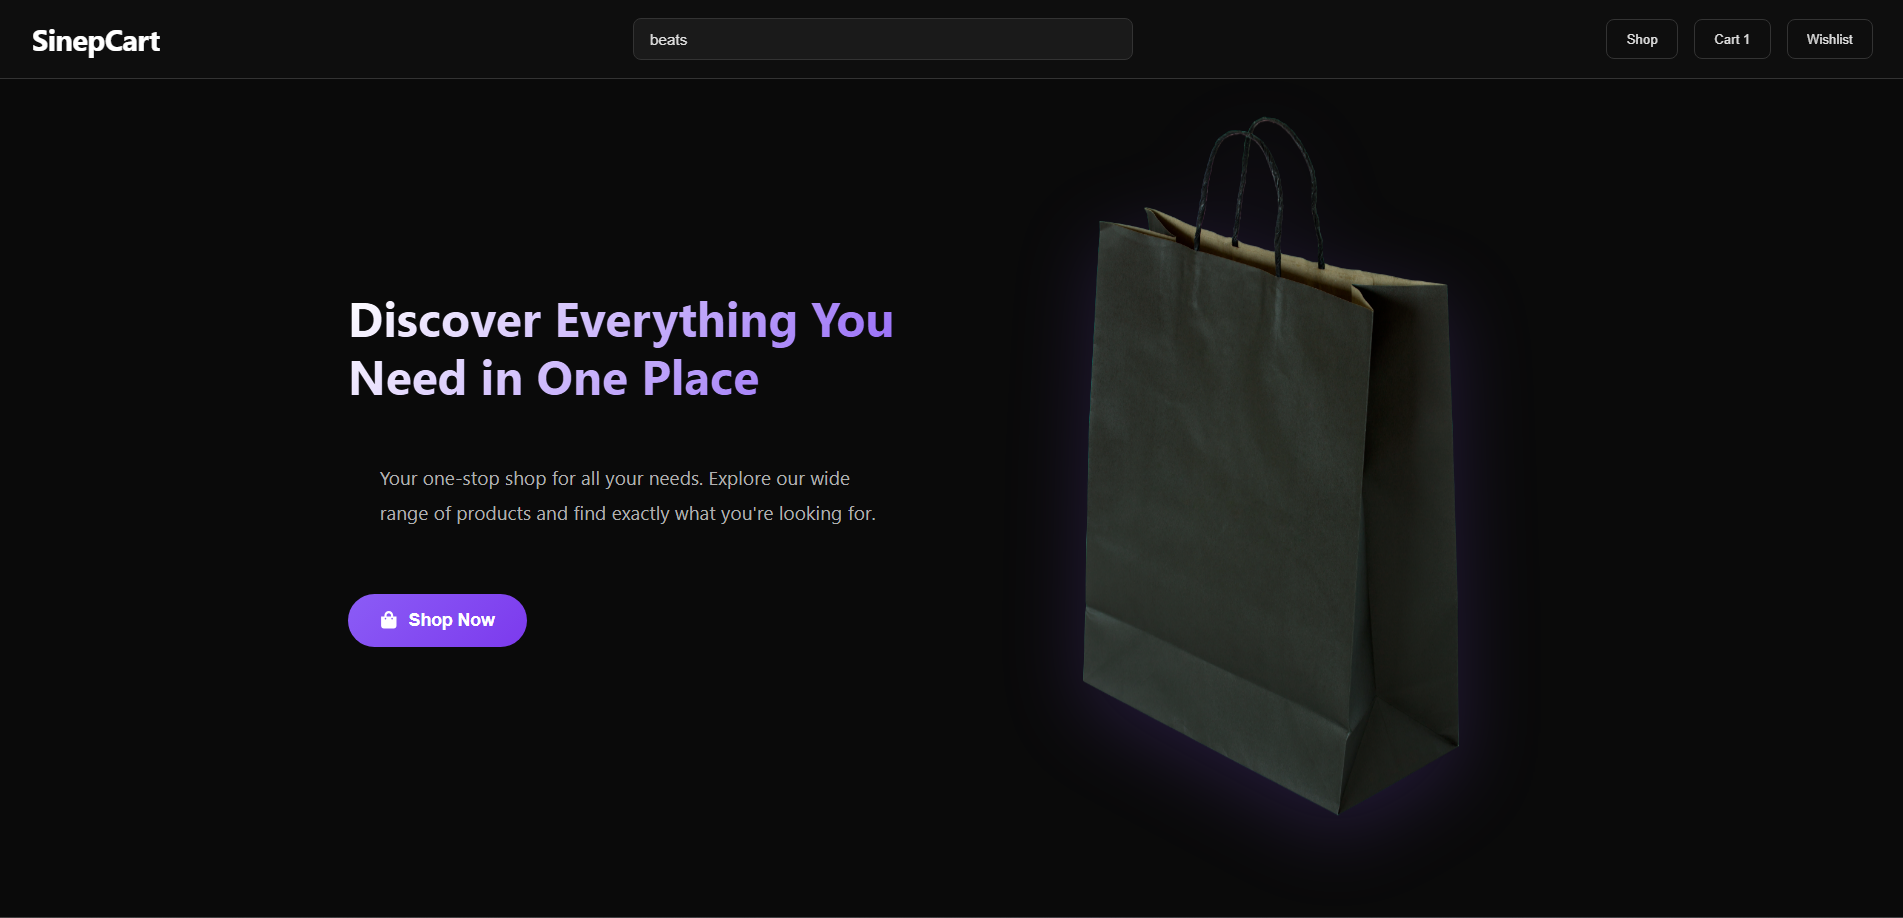 SinepCart
beats
Shop
Cart 1
Wishlist
Discover Everything You
Need in One Place
Your one-stop shop for all your needs. Explore our wide
range of products and find exactly what you're looking for.
Shop Now